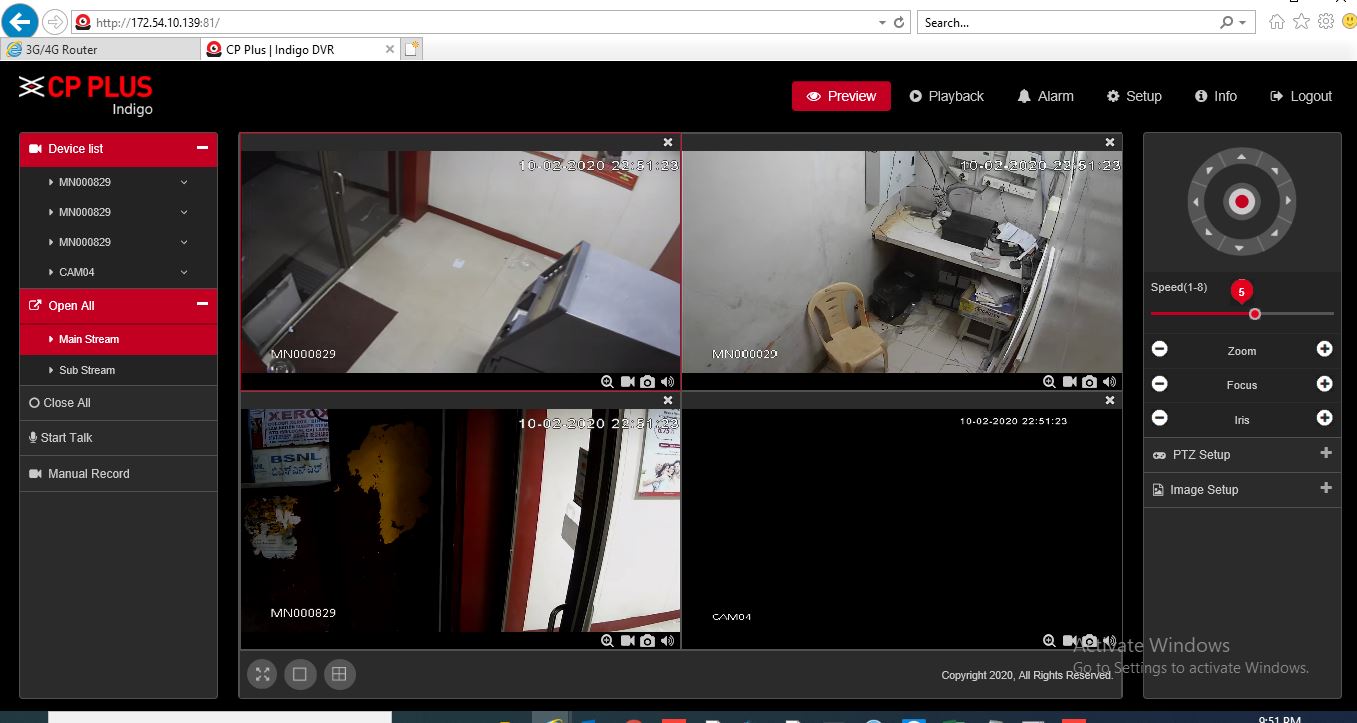 http://172.54.10.139:81/
Search...
3G/4G Router
CP Plus | Indigo DVR
CP PLUS
Indigo
Preview
Playback
Alarm
Setup
Info
Logout
Device list
MN000829
MN000829
MN000829
CAM04
Open All
Main Stream
Sub Stream
Close All
Start Talk
Manual Record
10-02-2020 22:51:23
MN000829
10-02-2020 22:51:23
MN000029
XEROX
BSNL
10-02-2020 22:51:23
MN000829
10-02-2020 22:51:23
CAM04
Speed(1-8)
5
Zoom
Focus
Iris
PTZ Setup
Image Setup
Copyright 2020, All Rights Reserved.
Activate Windows
Go to Settings to activate Windows.
9:51 PM